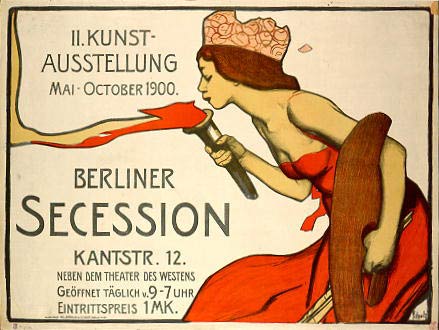 II. KUNST-
AUSSTELLUNG
MAI-OCTOBER 1900.
BERLINER
SECESSION
KANTSTR. 12.
NEBEN DEM THEATER DES WESTENS
GEÖFFNET TÄGLICH v. 9-7 UHR
EINTRITTSPREIS 1 MK.